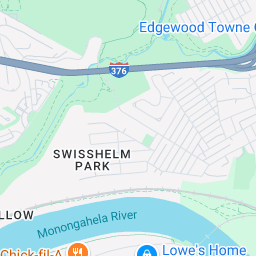 Edgewood Towne C
376
SWISSHELM
PARK
LLOW
Monongahela River
Chick-fil-A
Lowe's Home